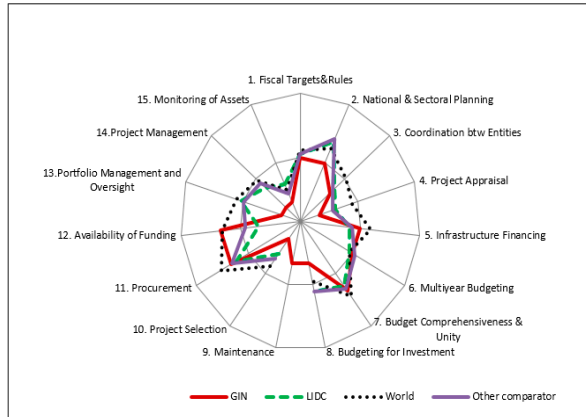 1. Fiscal Targets&Rules
15. Monitoring of Assets
2. National & Sectoral Planning
14.Project Management
3. Coordination btw Entities
13.Portfolio Management and
Oversight
4. Project Appraisal
12. Availability of Funding
5. Infrastructure Financing
11. Procurement
6. Multiyear Budgeting
10. Project Selection
7. Budget Comprehensiveness &
Unity
9. Maintenance
8. Budgeting for Investment
GIN
LIDC
World
Other comparator